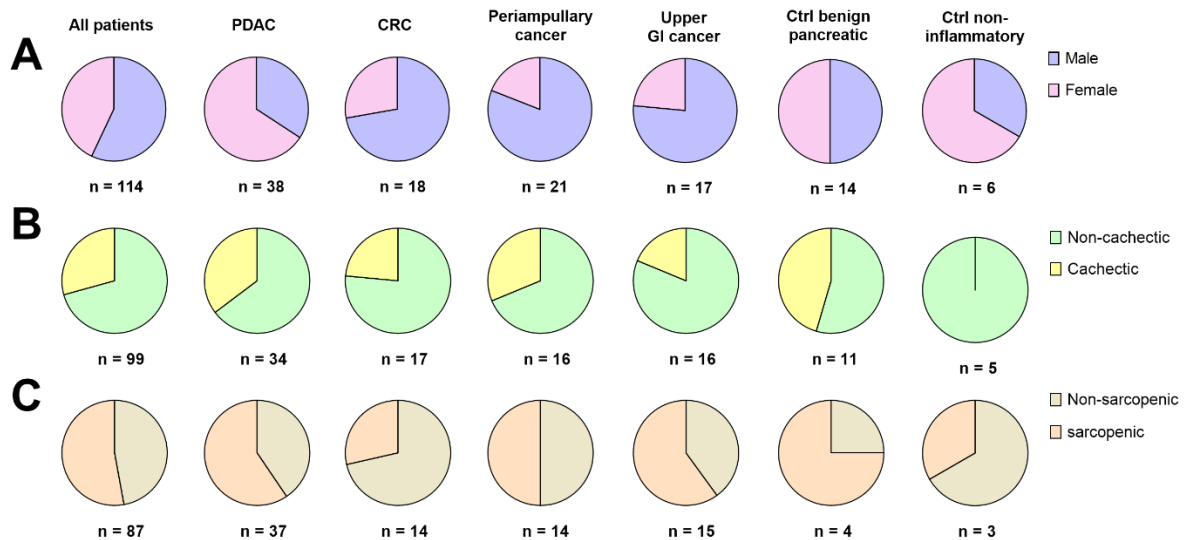 All patients
PDAC
CRC
Periampullary
cancer
Upper
GI cancer
Ctrl benign
pancreatic
Ctrl non-
inflammatory
A
Male
Female
n = 114
n = 38
n = 18
n = 21
n = 17
n = 14
n = 6
B
Non-cachectic
Cachectic
n = 99
n = 34
n = 17
n = 16
n = 16
n = 11
n = 5
C
Non-sarcopenic
sarcopenic
n = 87
n = 37
n = 14
n = 14
n = 15
n = 4
n = 3